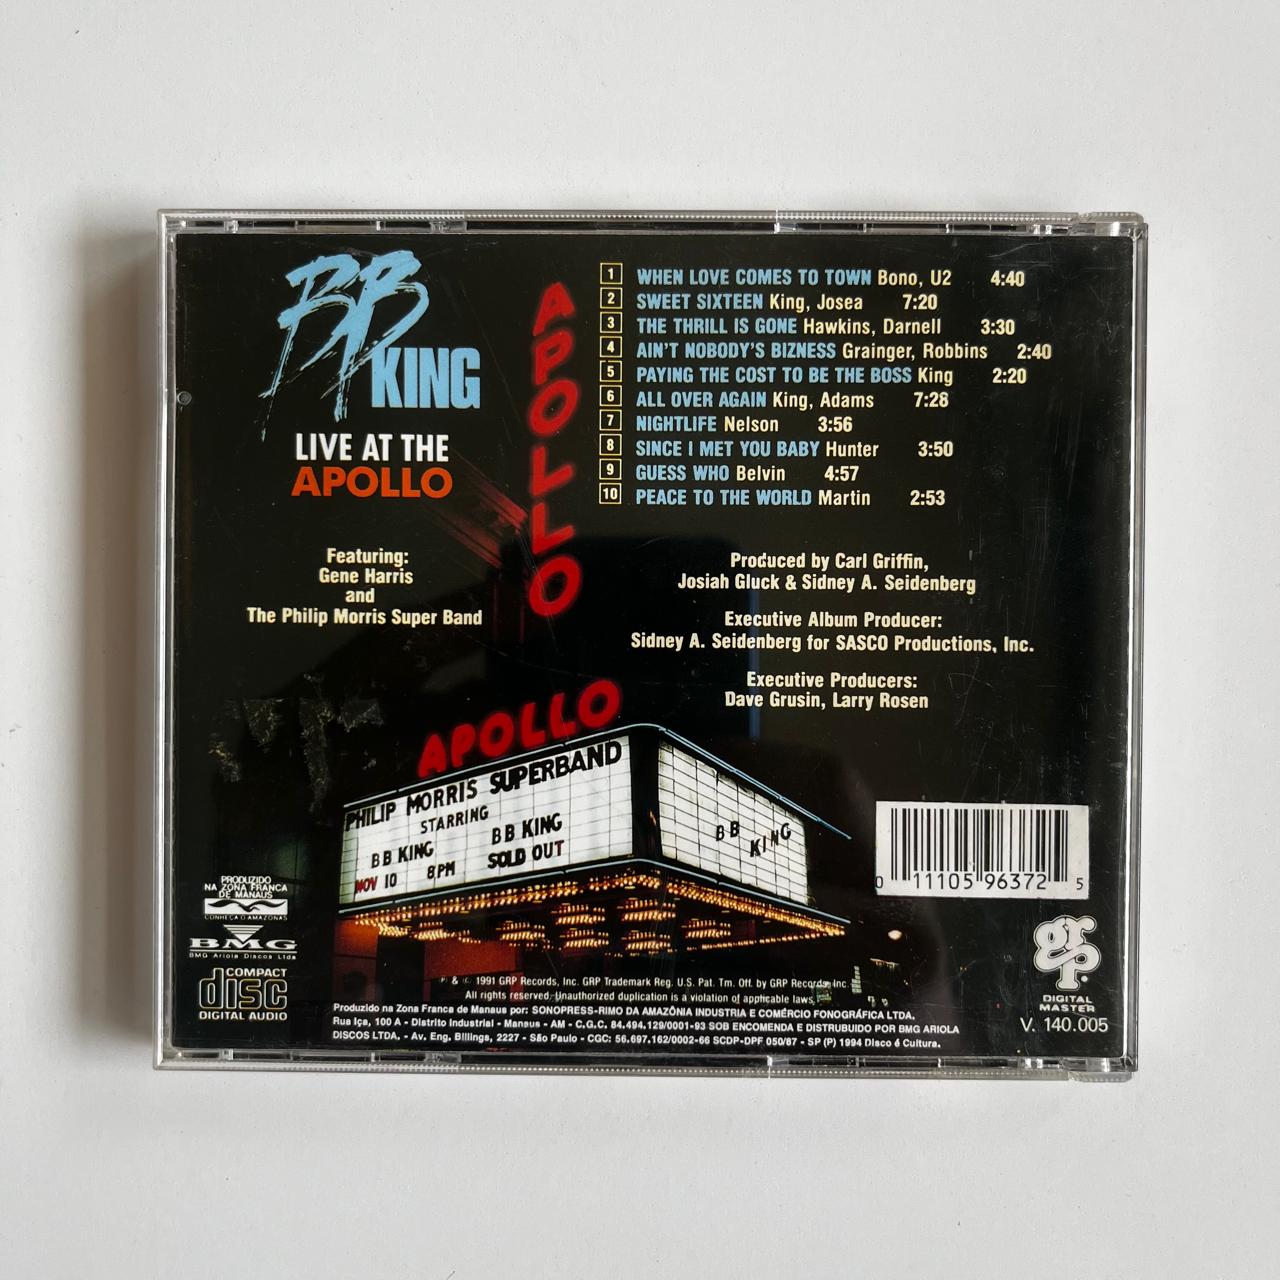 BB
KING
LIVE AT THE
APOLLO
APOLLO
1 WHEN LOVE COMES TO TOWN Bono, U2 4:40
2 SWEET SIXTEEN King, Josea 7:20
3 THE THRILL IS GONE Hawkins, Darnell 3:30
4 AIN'T NOBODY'S BIZNESS Grainger, Robbins 2:40
5 PAYING THE COST TO BE THE BOSS King 2:20
6 ALL OVER AGAIN King, Adams 7:28
7 NIGHTLIFE Nelson 3:56
8 SINCE I MET YOU BABY Hunter 3:50
9 GUESS WHO Belvin 4:57
10 PEACE TO THE WORLD Martin 2:53
Featuring:
Gene Harris
and
The Philip Morris Super Band
Produced by Carl Griffin,
Josiah Gluck & Sidney A. Seidenberg
Executive Album Producer:
Sidney A. Seidenberg for SASCO Productions, Inc.
Executive Producers:
Dave Grusin, Larry Rosen
APOLLO
PHILIP MORRIS SUPERBAND
STARRING
BB KING BB KING
NOV 10 8PM SOLD OUT
BB KING
0 11105 96372 5
PRODUZIDO
NA ZONA FRANCA
DE MANAUS
CONHEÇA O AMAZONAS
BMG
BMG Ariola Discos Ltda
COMPACT
disc
DIGITAL AUDIO
grp
DIGITAL
MASTER
V. 140.005
℗ & © 1991 GRP Records, Inc. GRP Trademark Reg. U.S. Pat. Tm. Off. by GRP Records, Inc.
All rights reserved. Unauthorized duplication is a violation of applicable laws.
Produzido na Zona Franca de Manaus por: SONOPRESS-RIMO DA AMAZÔNIA INDUSTRIA E COMÉRCIO FONOGRÁFICA LTDA.
Rua Iça, 100 A - Distrito Industrial - Manaus - AM - C.G.C. 84.494.129/0001-93 SOB ENCOMENDA E DISTRUBUIDO POR BMG ARIOLA
DISCOS LTDA. - Av. Eng. Billings, 2227 - São Paulo - CGC: 56.697.162/0002-66 SCDP-DPF 050/87 - SP (P) 1994 Disco é Cultura.